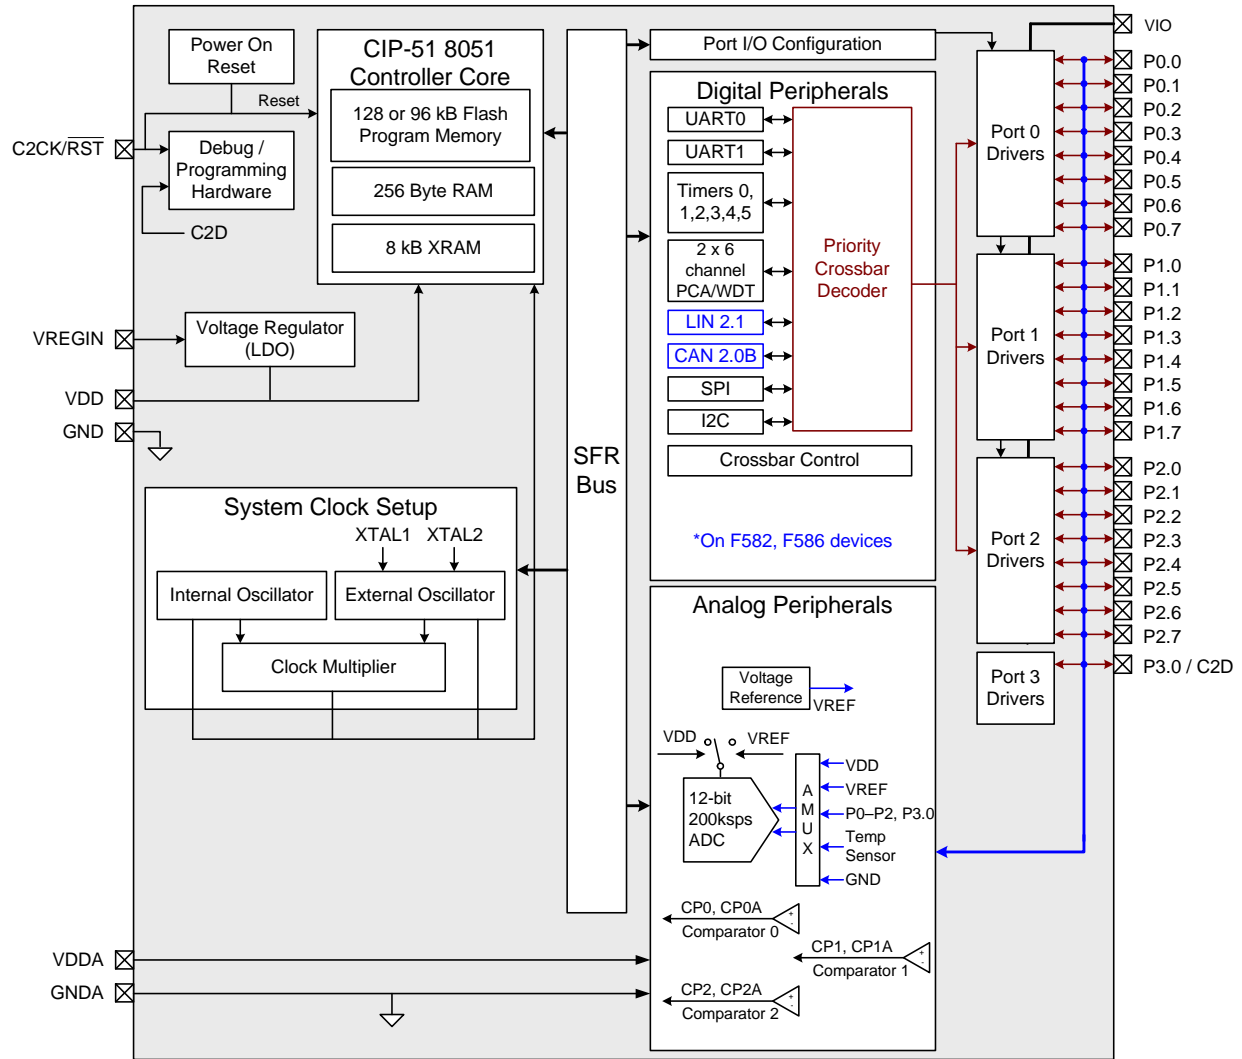 Power On
Reset
Reset
C2CK/RST
Debug /
Programming
Hardware
C2D
CIP-51 8051
Controller Core
128 or 96 kB Flash
Program Memory
256 Byte RAM
8 kB XRAM
VREGIN
Voltage Regulator
(LDO)
VDD
GND
System Clock Setup
XTAL1
XTAL2
Internal Oscillator
External Oscillator
Clock Multiplier
VDDA
GNDA
SFR
Bus
Port I/O Configuration
Digital Peripherals
UART0
UART1
Timers 0,
1,2,3,4,5
2 x 6
channel
PCA/WDT
LIN 2.1
CAN 2.0B
SPI
I2C
Priority
Crossbar
Decoder
Crossbar Control
*On F582, F586 devices
Analog Peripherals
Voltage
Reference
VREF
VDD
VREF
12-bit
200ksps
ADC
A
M
U
X
VDD
VREF
P0–P2, P3.0
Temp
Sensor
GND
CP0, CP0A
+
-
Comparator 0
CP1, CP1A
+
-
Comparator 1
CP2, CP2A
+
-
Comparator 2
Port 0
Drivers
Port 1
Drivers
Port 2
Drivers
Port 3
Drivers
VIO
P0.0
P0.1
P0.2
P0.3
P0.4
P0.5
P0.6
P0.7
P1.0
P1.1
P1.2
P1.3
P1.4
P1.5
P1.6
P1.7
P2.0
P2.1
P2.2
P2.3
P2.4
P2.5
P2.6
P2.7
P3.0 / C2D